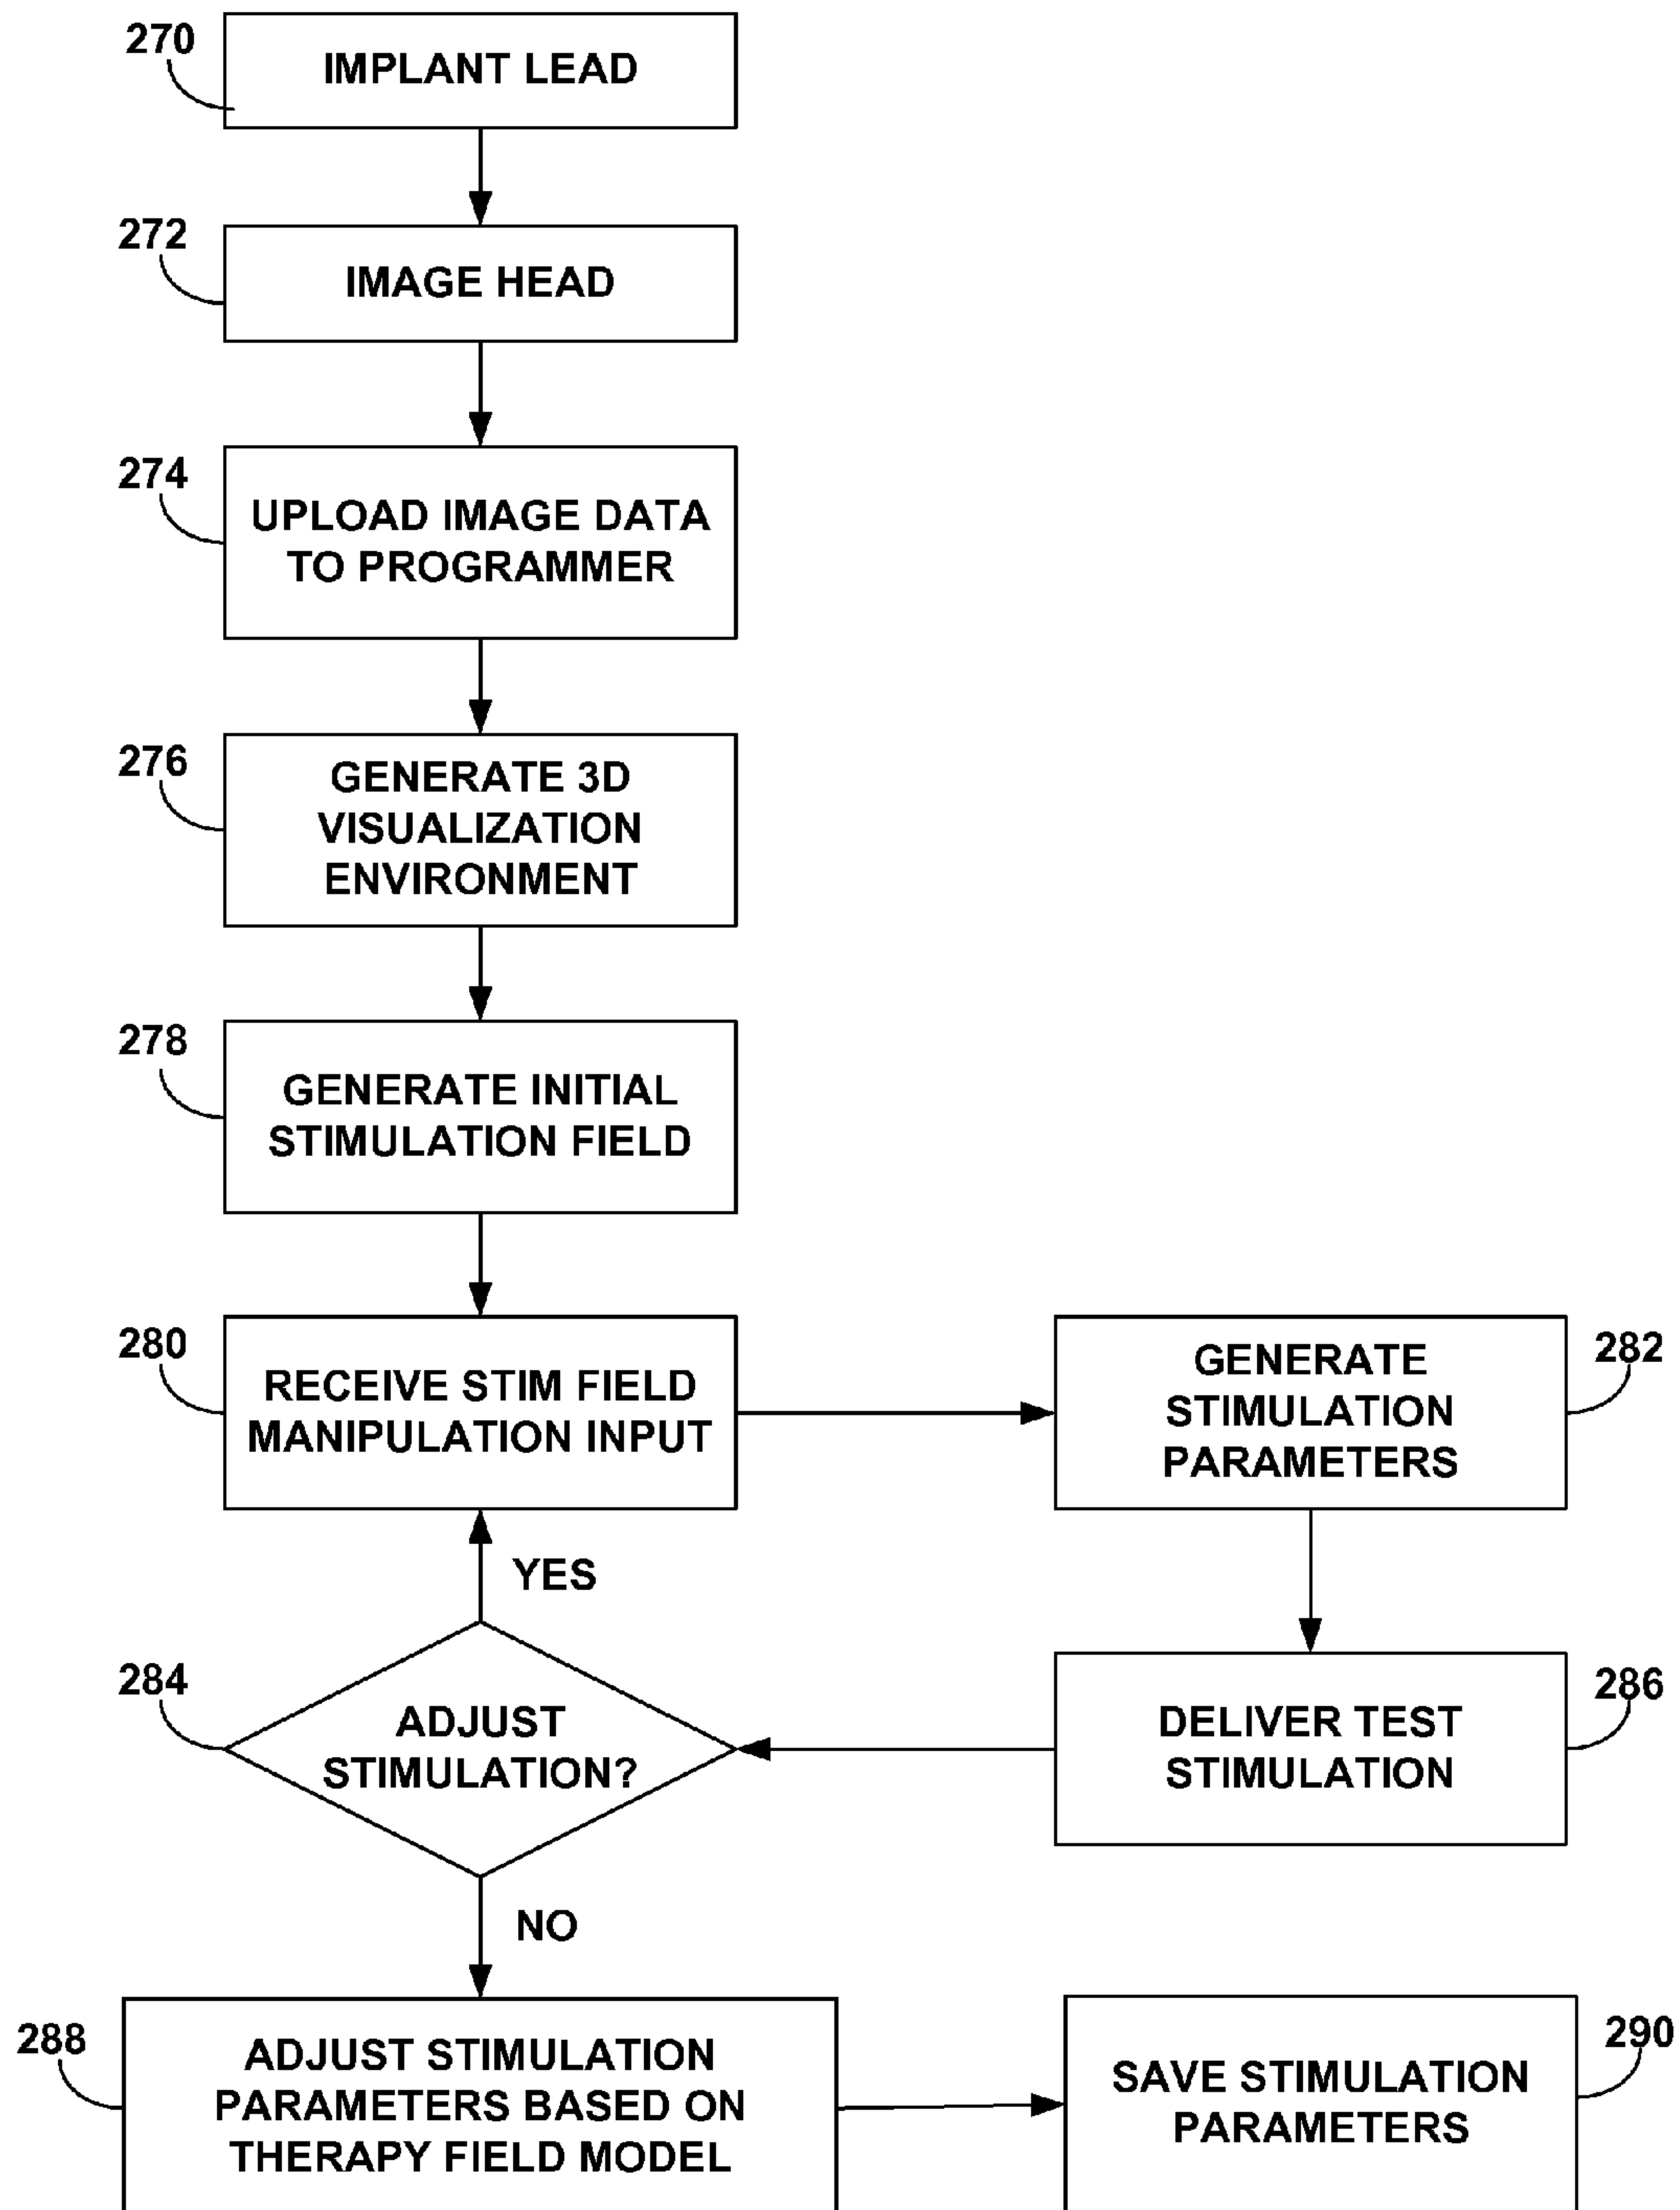 270
IMPLANT LEAD
272
IMAGE HEAD
274
UPLOAD IMAGE DATA
TO PROGRAMMER
276
GENERATE 3D
VISUALIZATION
ENVIRONMENT
278
GENERATE INITIAL
STIMULATION FIELD
280
RECEIVE STIM FIELD
MANIPULATION INPUT
282
GENERATE
STIMULATION
PARAMETERS
YES
284
ADJUST
STIMULATION?
286
DELIVER TEST
STIMULATION
NO
288
ADJUST STIMULATION
PARAMETERS BASED ON
THERAPY FIELD MODEL
290
SAVE STIMULATION
PARAMETERS